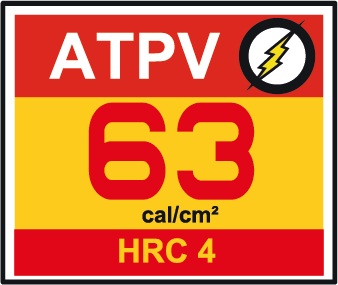 ATPV
63
cal/cm²
HRC 4